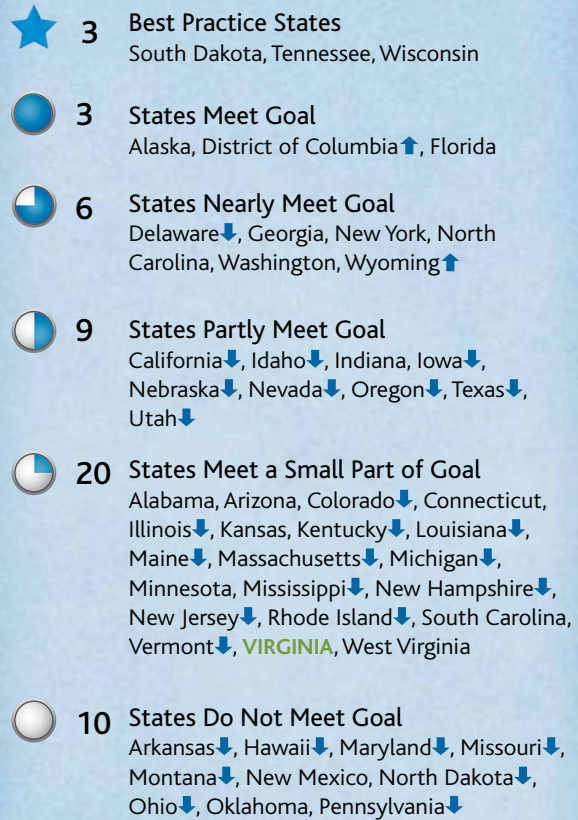 3 Best Practice States
South Dakota, Tennessee, Wisconsin
3 States Meet Goal
Alaska, District of Columbia⬆, Florida
6 States Nearly Meet Goal
Delaware⬇, Georgia, New York, North
Carolina, Washington, Wyoming⬆
9 States Partly Meet Goal
California⬇, Idaho⬇, Indiana, Iowa⬇,
Nebraska⬇, Nevada⬇, Oregon⬇, Texas⬇,
Utah⬇
20 States Meet a Small Part of Goal
Alabama, Arizona, Colorado⬇, Connecticut,
Illinois⬇, Kansas, Kentucky⬇, Louisiana⬇,
Maine⬇, Massachusetts⬇, Michigan⬇,
Minnesota, Mississippi⬇, New Hampshire⬇,
New Jersey⬇, Rhode Island⬇, South Carolina,
Vermont⬇, VIRGINIA, West Virginia
10 States Do Not Meet Goal
Arkansas⬇, Hawaii⬇, Maryland⬇, Missouri⬇,
Montana⬇, New Mexico, North Dakota⬇,
Ohio⬇, Oklahoma, Pennsylvania⬇